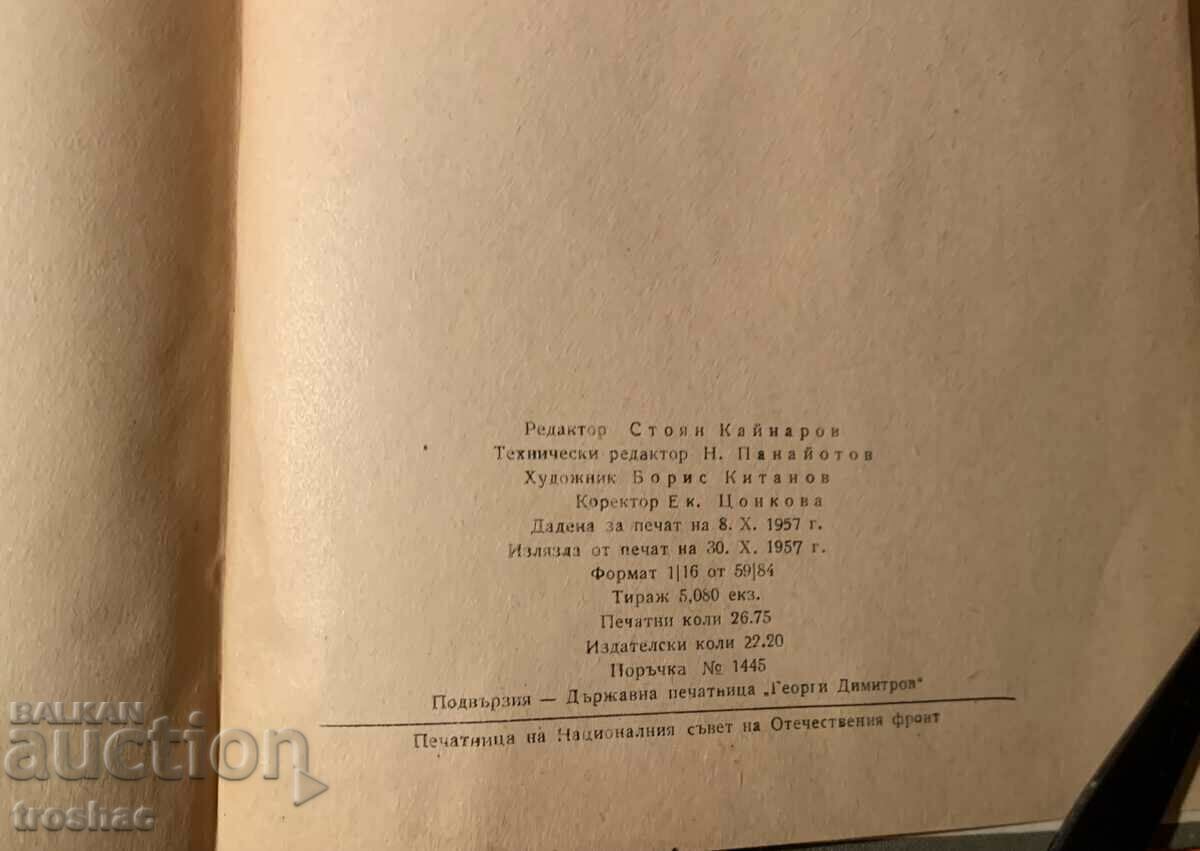 Редактор Стоян Кайнаров
Технически редактор Н. Панайотов
Художник Борис Китанов
Коректор Ек. Цонкова
Дадена за печат на 8. X. 1957 г.
Излязла от печат на 30. X. 1957 г.
Формат 1|16 от 59|84
Тираж 5,080 екз.
Печатни коли 26.75
Издателски коли 22.20
Поръчка № 1445
Подвързия — Държавна печатница „Георги Димитров"
Печатница на Националния съвет на Отечествения фронт
BALKAN
auction
troshac